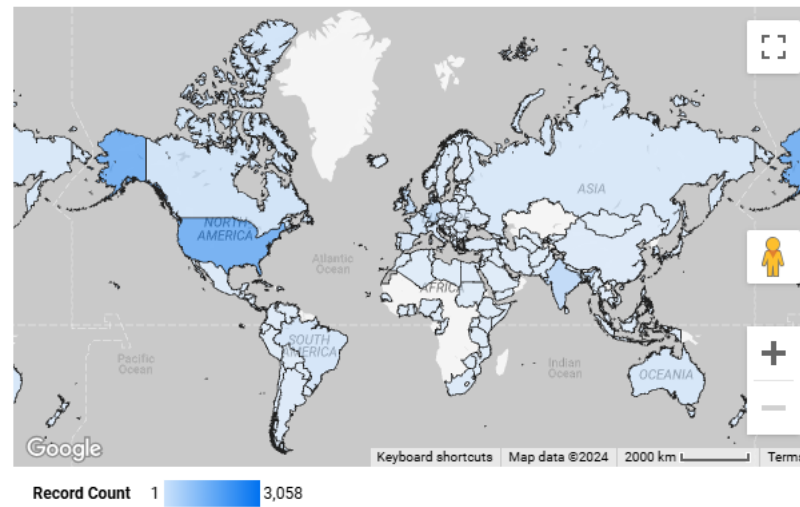 ASIA
NORTH
AMERICA
Atlantic
Ocean
AFRICA
SOUTH
AMERICA
Pacific
Ocean
Indian
Ocean
OCEANIA
Google
Keyboard shortcuts
Map data ©2024
2000 km
Terms
Record Count 1 3,058